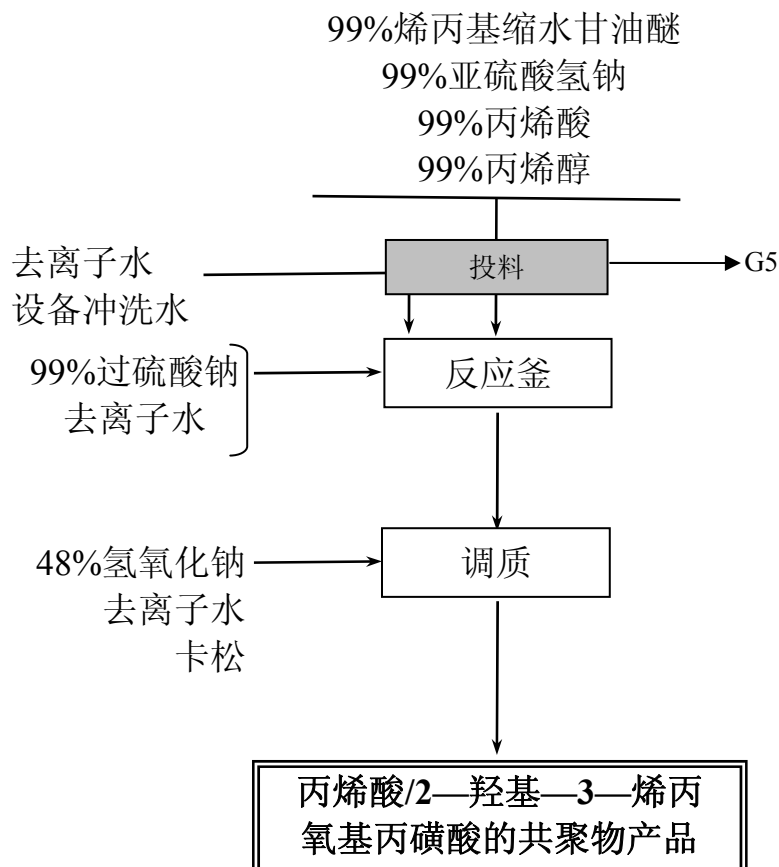 99%烯丙基缩水甘油醚
99%亚硫酸氢钠
99%丙烯酸
99%丙烯醇
去离子水
设备冲洗水
投料
G5
99%过硫酸钠
去离子水
反应釜
48%氢氧化钠
去离子水
卡松
调质
丙烯酸/2—羟基—3—烯丙
氧基丙磺酸的共聚物产品